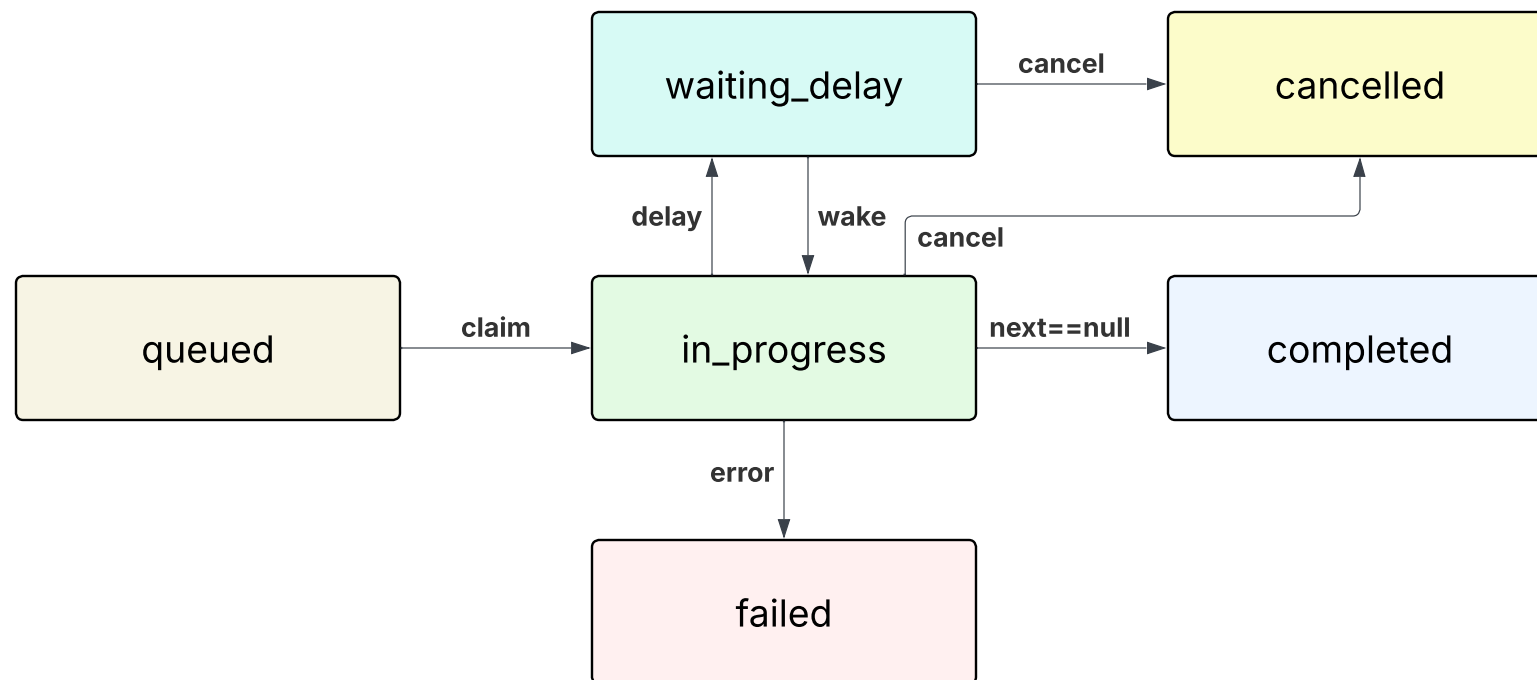 waiting_delay
cancel
cancelled
delay
wake
cancel
queued
claim
in_progress
next==null
completed
error
failed